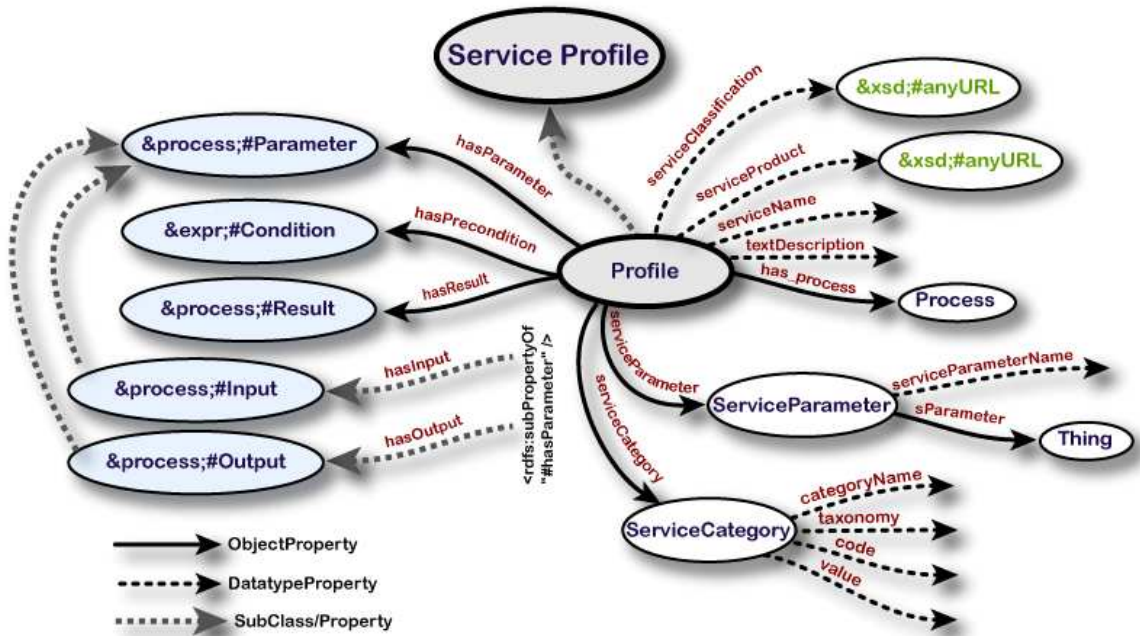 Service Profile
serviceClassification
&xsd;#anyURL
&process;#Parameter
hasParameter
serviceProduct
&xsd;#anyURL
hasPrecondition
&expr;#Condition
serviceName
textDescription
Profile
has_process
hasResult
&process;#Result
Process
hasInput
&process;#Input
<rdfs:subPropertyOf
"#hasParameter" />
serviceParameter
ServiceParameter
serviceParameterName
sParameter
Thing
hasOutput
&process;#Output
serviceCategory
ServiceCategory
categoryName
taxonomy
code
value
ObjectProperty
DatatypeProperty
SubClass/Property